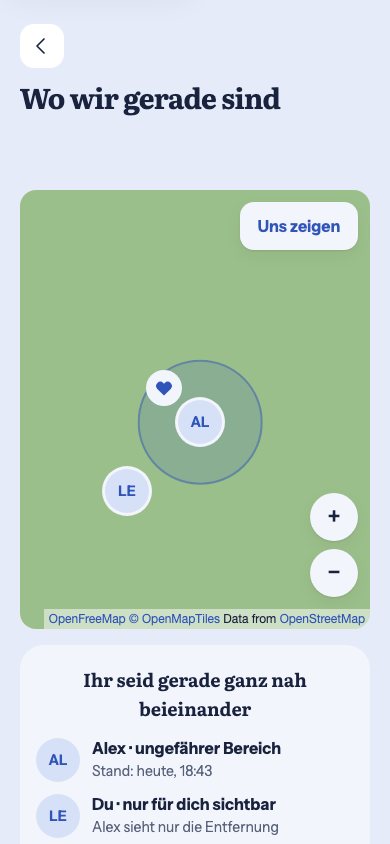 Wo wir gerade sind
Uns zeigen
AL
LE
+
−
OpenFreeMap © OpenMapTiles Data from OpenStreetMap
Ihr seid gerade ganz nah
beieinander
AL
Alex · ungefährer Bereich
Stand: heute, 18:43
LE
Du · nur für dich sichtbar
Alex sieht nur die Entfernung